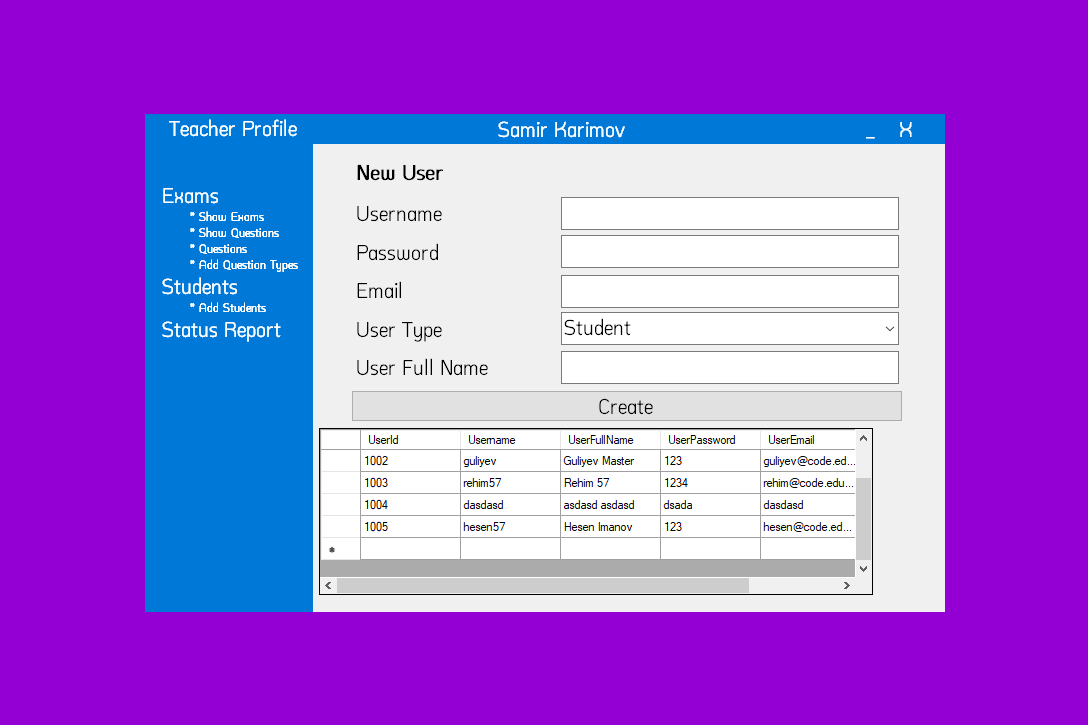 Teacher Profile
Samir Karimov
_ X
Exams
* Show Exams
* Show Questions
* Questions
* Add Question Types
Students
* Add Students
Status Report
New User
Username
Password
Email
User Type
Student
User Full Name
Create
UserId Username UserFullName UserPassword UserEmail
1002 guliyev Guliyev Master 123 guliyev@code.ed...
1003 rehim57 Rehim 57 1234 rehim@code.edu...
1004 dasdasd asdasd asdasd dsada dasdasd
1005 hesen57 Hesen Imanov 123 hesen@code.ed...
*